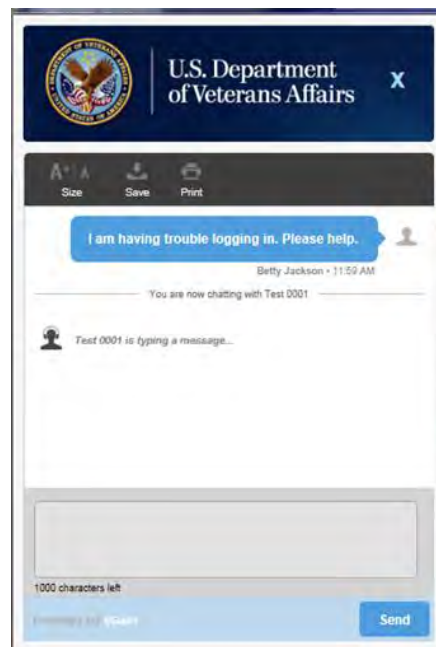 U.S. Department
of Veterans Affairs
X
A+ A
Size
Save
Print
I am having trouble logging in. Please help.
Betty Jackson • 11:59 AM
You are now chatting with Test 0001
Test 0001 is typing a message...
1000 characters left
Send